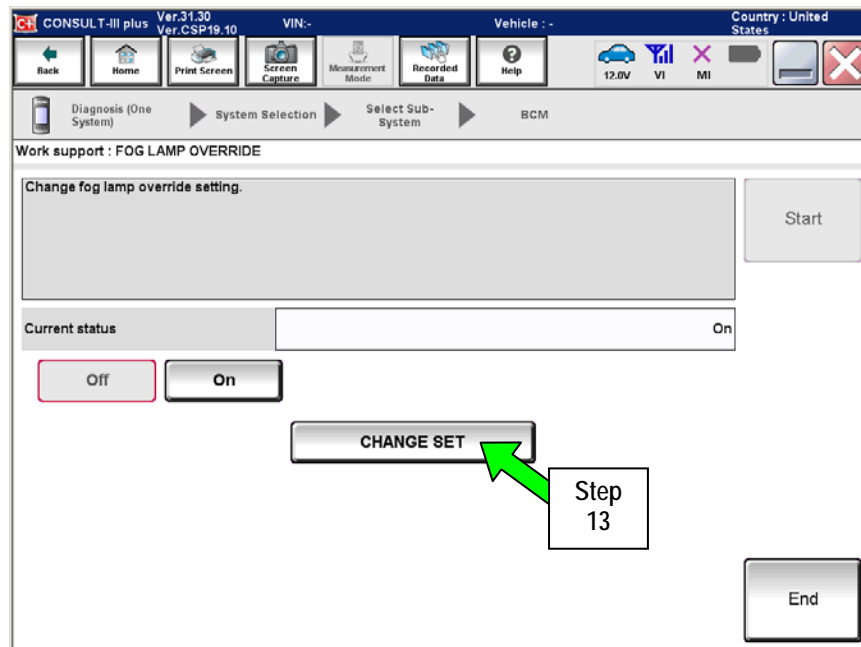 C+ CONSULT-III plus Ver.31.30 VIN:- Vehicle : - Country : United
Ver.CSP19.10 States
Back Home Print Screen Screen Capture Measurement Mode Recorded Data Help 12.0V VI MI
Diagnosis (One System) System Selection Select Sub-System BCM
Work support : FOG LAMP OVERRIDE
Change fog lamp override setting.
Start
Current status On
Off On
CHANGE SET
Step
13
End